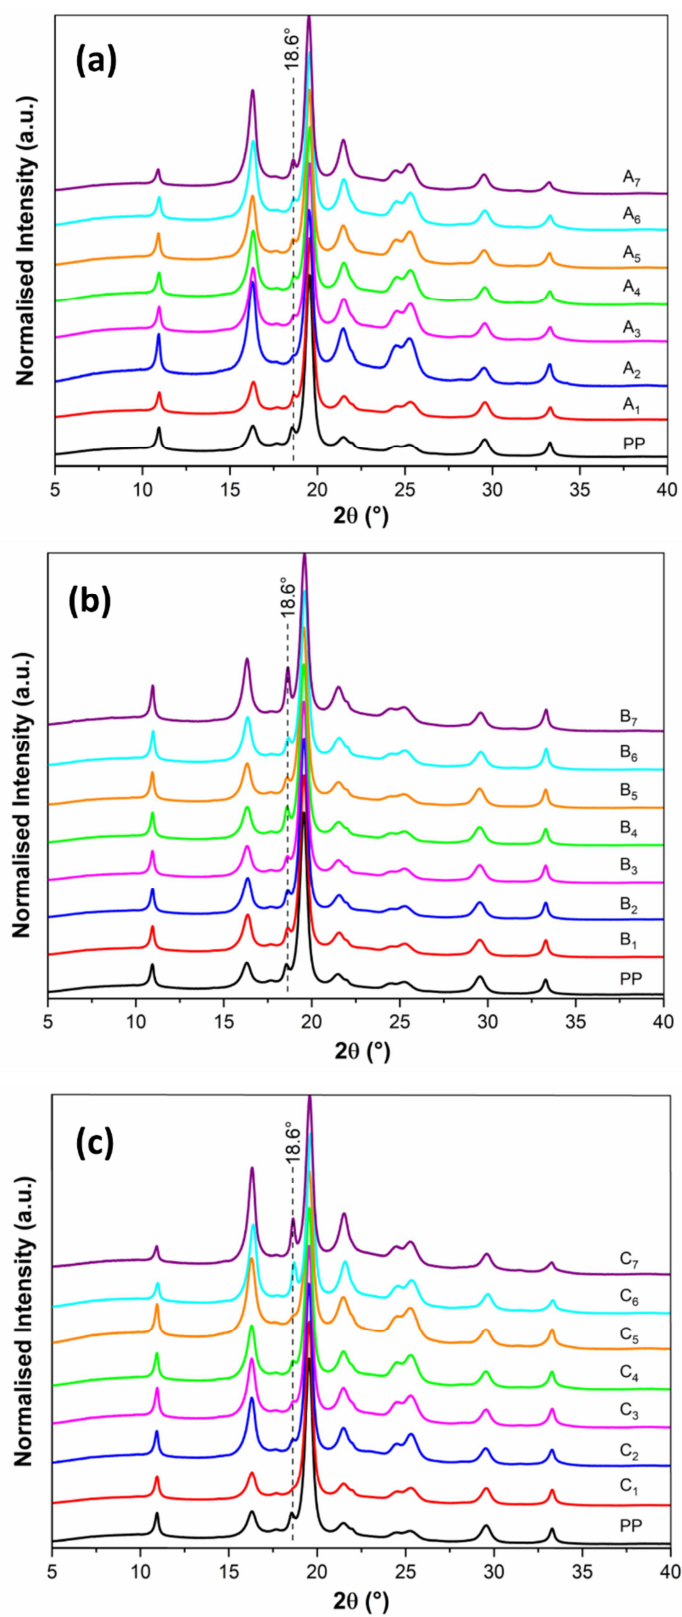 (a)
18.6°
Normalised Intensity (a.u.)
A7
A6
A5
A4
A3
A2
A1
PP
5 10 15 20 25 30 35 40
2θ (°)
(b)
18.6°
Normalised Intensity (a.u.)
B7
B6
B5
B4
B3
B2
B1
PP
5 10 15 20 25 30 35 40
2θ (°)
(c)
18.6°
Normalised Intensity (a.u.)
C7
C6
C5
C4
C3
C2
C1
PP
5 10 15 20 25 30 35 40
2θ (°)